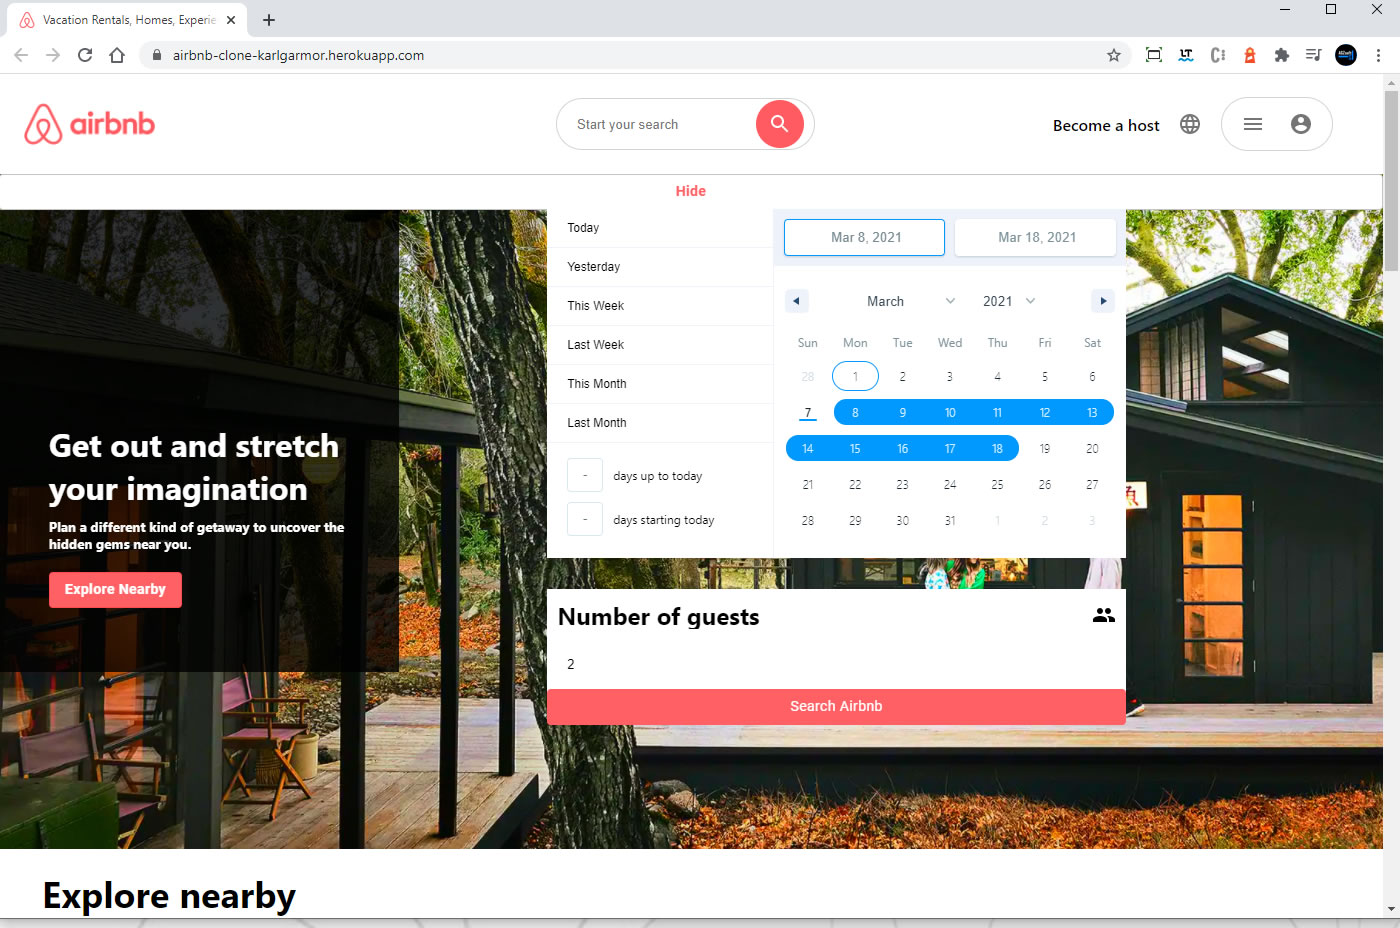 Vacation Rentals, Homes, Experie
airbnb-clone-karlgarmor.herokuapp.com
LT
airbnb
Start your search
Become a host
Hide
Today
Yesterday
This Week
Last Week
This Month
Last Month
- days up to today
- days starting today
Mar 8, 2021 Mar 18, 2021
March 2021
Sun Mon Tue Wed Thu Fri Sat
28 1 2 3 4 5 6
7 8 9 10 11 12 13
14 15 16 17 18 19 20
21 22 23 24 25 26 27
28 29 30 31 1 2 3
Get out and stretch
your imagination
Plan a different kind of getaway to uncover the
hidden gems near you.
Explore Nearby
Number of guests
2
Search Airbnb
Explore nearby